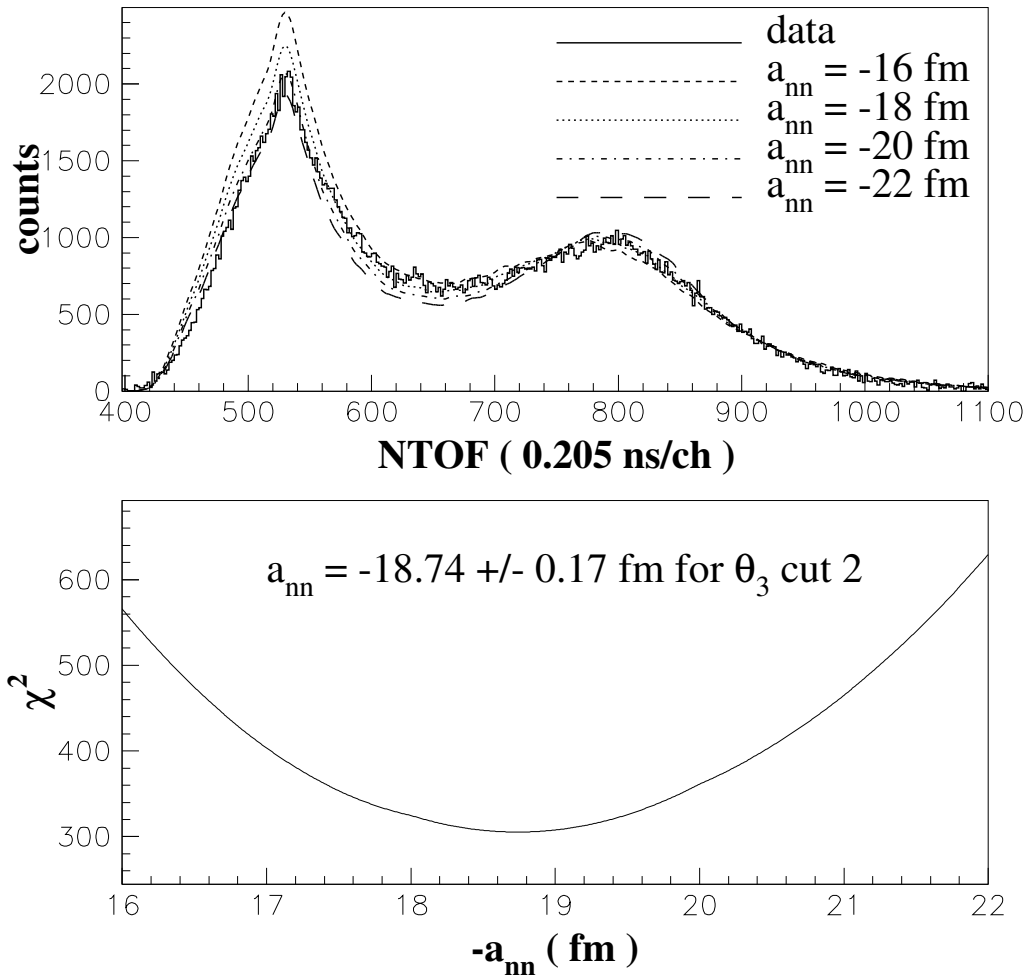 data
a_nn = -16 fm
a_nn = -18 fm
a_nn = -20 fm
a_nn = -22 fm
2000
1500
1000
500
0
counts
400 500 600 700 800 900 1000 1100
NTOF ( 0.205 ns/ch )
a_nn = -18.74 +/- 0.17 fm for θ_3 cut 2
600
500
400
300
χ^2
16 17 18 19 20 21 22
-a_nn ( fm )